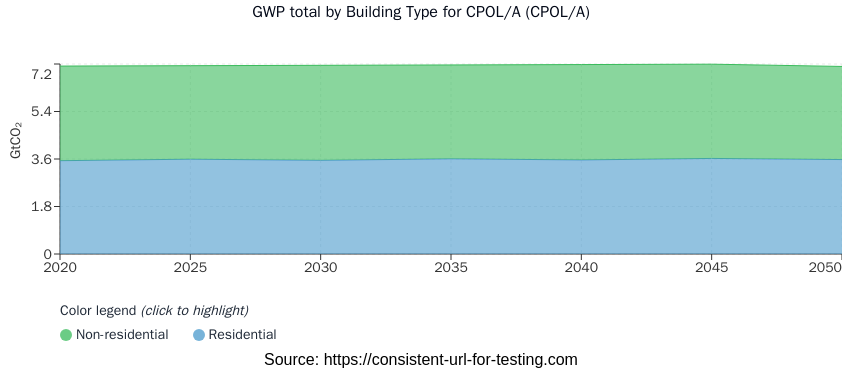 GWP total by Building Type for CPOL/A (CPOL/A)
GtCO₂
7.2
5.4
3.6
1.8
0
2020 2025 2030 2035 2040 2045 2050
Color legend (click to highlight)
Non-residential Residential
Source: https://consistent-url-for-testing.com